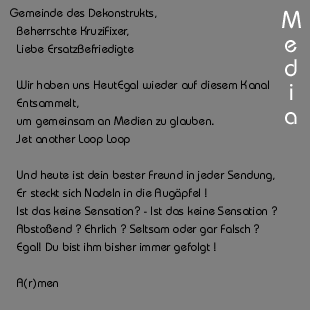 Gemeinde des Dekonstrukts,
Beherrschte Kruzifixer,
Liebe Ersatzbefriedigte
Wir haben uns HeutEgal wieder auf diesem Kanal
Entsammelt,
um gemeinsam an Medien zu glauben.
Jet another Loop Loop
Und heute ist dein bester Freund in jeder Sendung,
Er steckt sich Nadeln in die Augäpfel !
Ist das keine Sensation? - Ist das keine Sensation ?
Abstoßend ? Ehrlich ? Seltsam oder gar Falsch ?
Egal! Du bist ihm bisher immer gefolgt !
A(r)men
Media